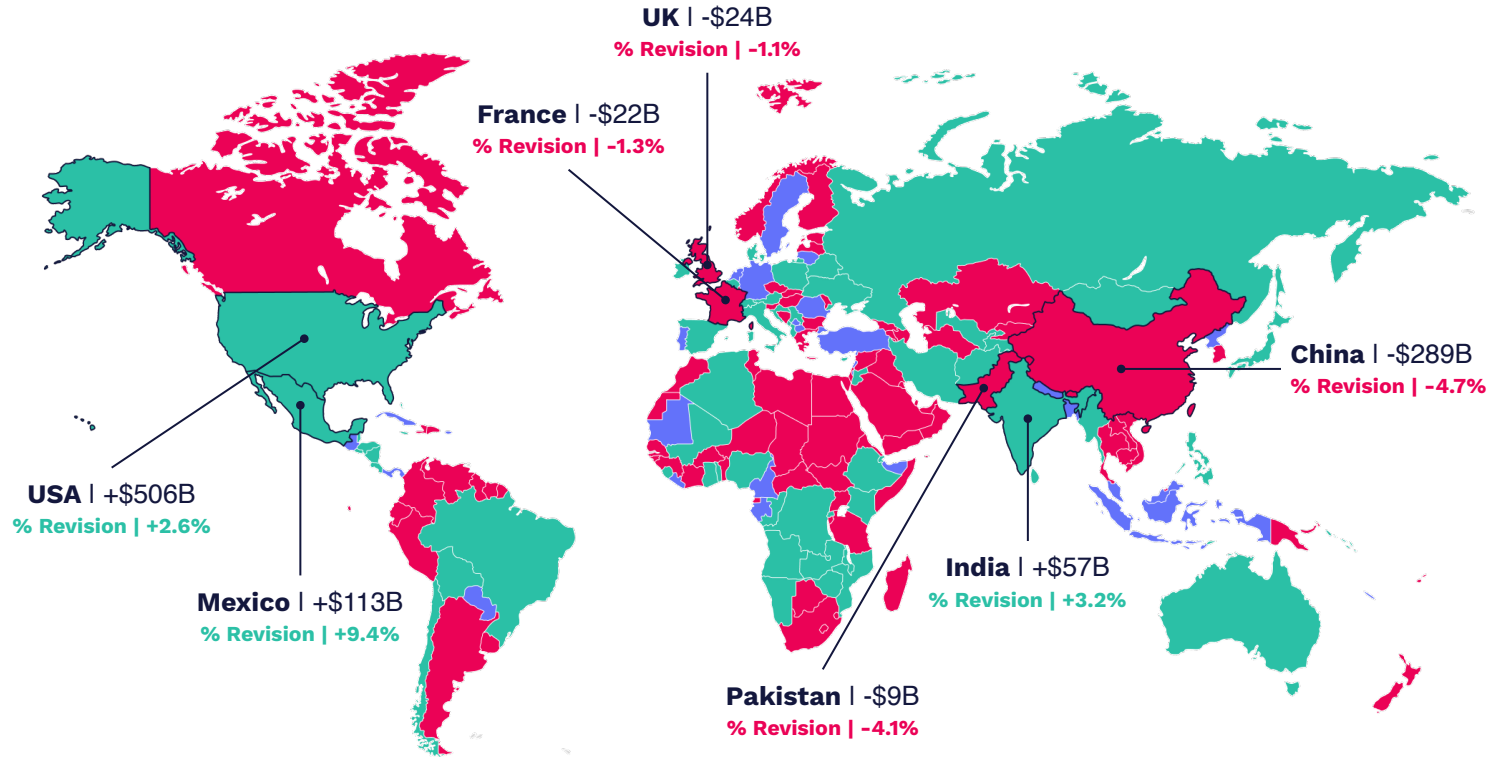 UK | -$24B
% Revision | -1.1%
France | -$22B
% Revision | -1.3%
China | -$289B
% Revision | -4.7%
USA | +$506B
% Revision | +2.6%
India | +$57B
% Revision | +3.2%
Mexico | +$113B
% Revision | +9.4%
Pakistan | -$9B
% Revision | -4.1%